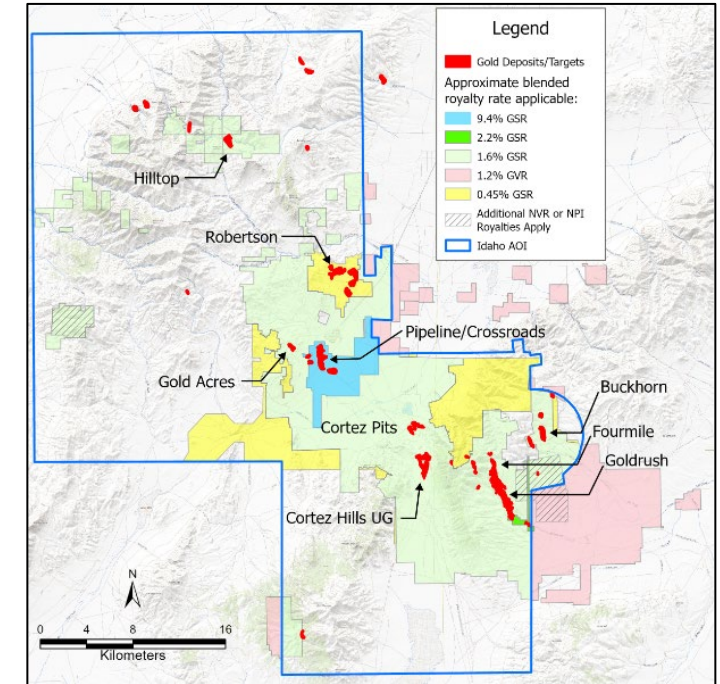 Legend
Gold Deposits/Targets
Approximate blended
royalty rate applicable:
9.4% GSR
2.2% GSR
1.6% GSR
1.2% GVR
0.45% GSR
Additional NVR or NPI
Royalties Apply
Idaho AOI
Hilltop
Robertson
Pipeline/Crossroads
Gold Acres
Buckhorn
Cortez Pits
Fourmile
Goldrush
Cortez Hills UG
N
0 4 8 16
Kilometers